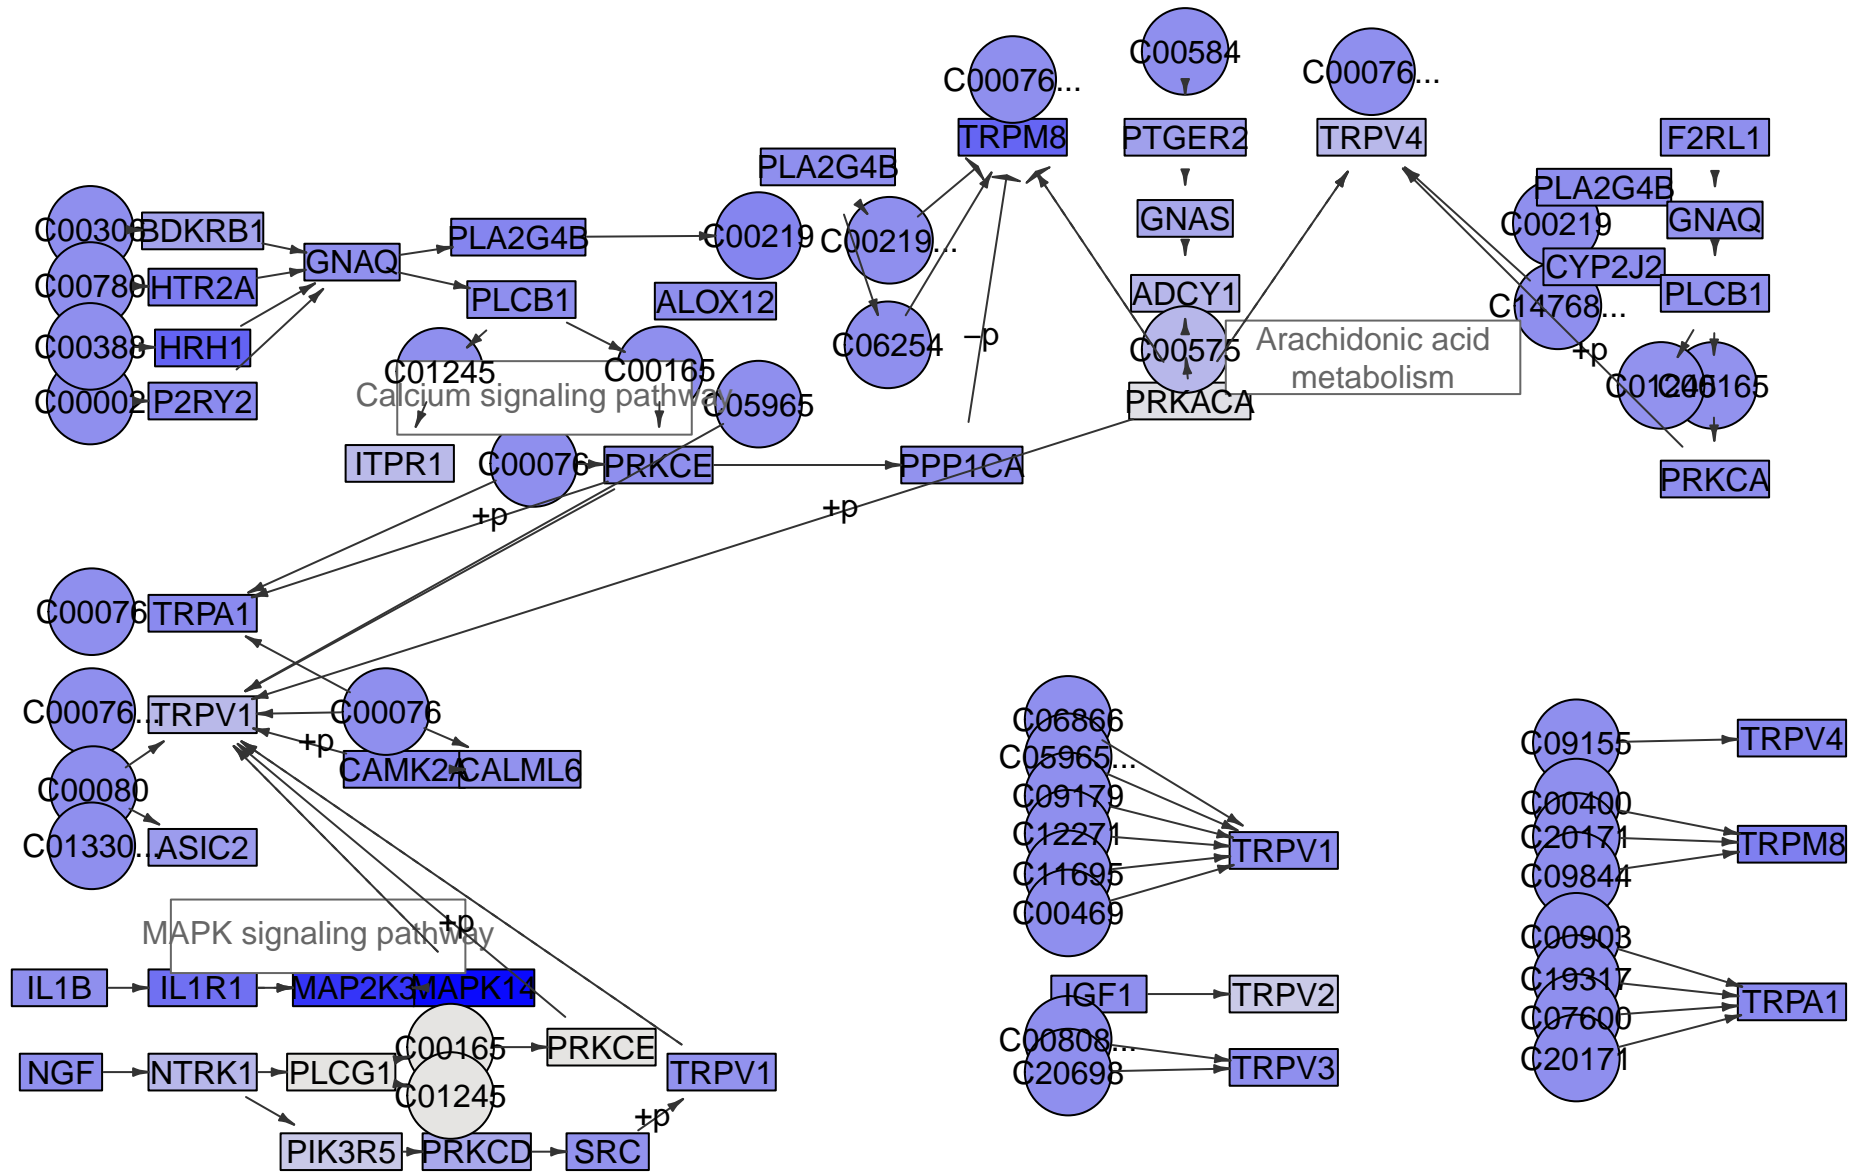 C00584
C00076...
C00076...
TRPM8
PTGER2
TRPV4
F2RL1
PLA2G4B
PLA2G4B
C00219
GNAS
GNAQ
BDKRB1
PLA2G4B
C00219
C00219...
GNAQ
CYP2J2
C00780
HTR2A
PLCB1
ALOX12
ADCY1
PLCB1
C14768...
C00388
HRH1
C01245
C00165
C06254
−p
C00575
Arachidonic acid
metabolism
+p
Calcium signaling pathway
C00002
P2RY2
C05965
PRKACA
C01245
C00165
ITPR1
C00076
PRKCE
PPP1CA
PRKCA
+p
+p
C00076
TRPA1
C00076...
TRPV1
C00076
+p
C06866
C05965...
C09155
TRPV4
C00080
CAMK2A
CALML6
C09179
C00400
C12271
C20171
TRPM8
C01330...
ASIC2
TRPV1
C11695
C09844
C00469
+p
MAPK signaling pathway
C00903
IL1B
IL1R1
MAP2K3
MAPK14
IGF1
TRPV2
C19317
TRPA1
C07600
C00165
PRKCE
C00808...
C20171
NGF
NTRK1
PLCG1
TRPV1
C20698
TRPV3
C01245
+p
PIK3R5
PRKCD
SRC